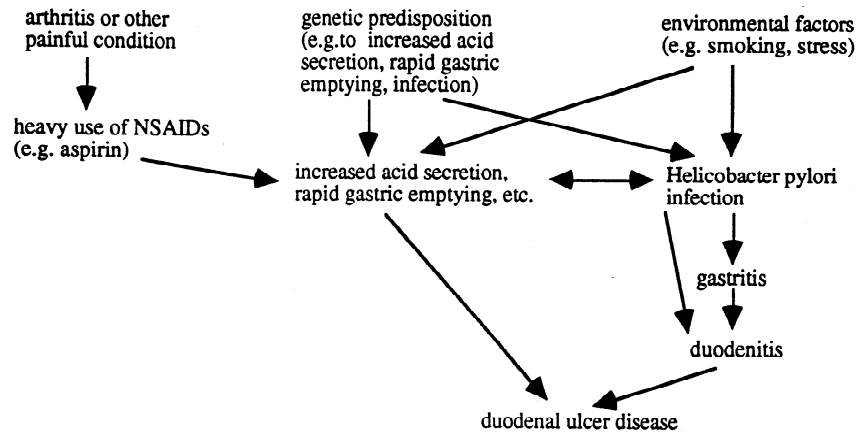 arthritis or other
painful condition
genetic predisposition
(e.g.to increased acid
secretion, rapid gastric
emptying, infection)
environmental factors
(e.g. smoking, stress)
heavy use of NSAIDs
(e.g. aspirin)
increased acid secretion,
rapid gastric emptying, etc.
Helicobacter pylori
infection
gastritis
duodenitis
duodenal ulcer disease